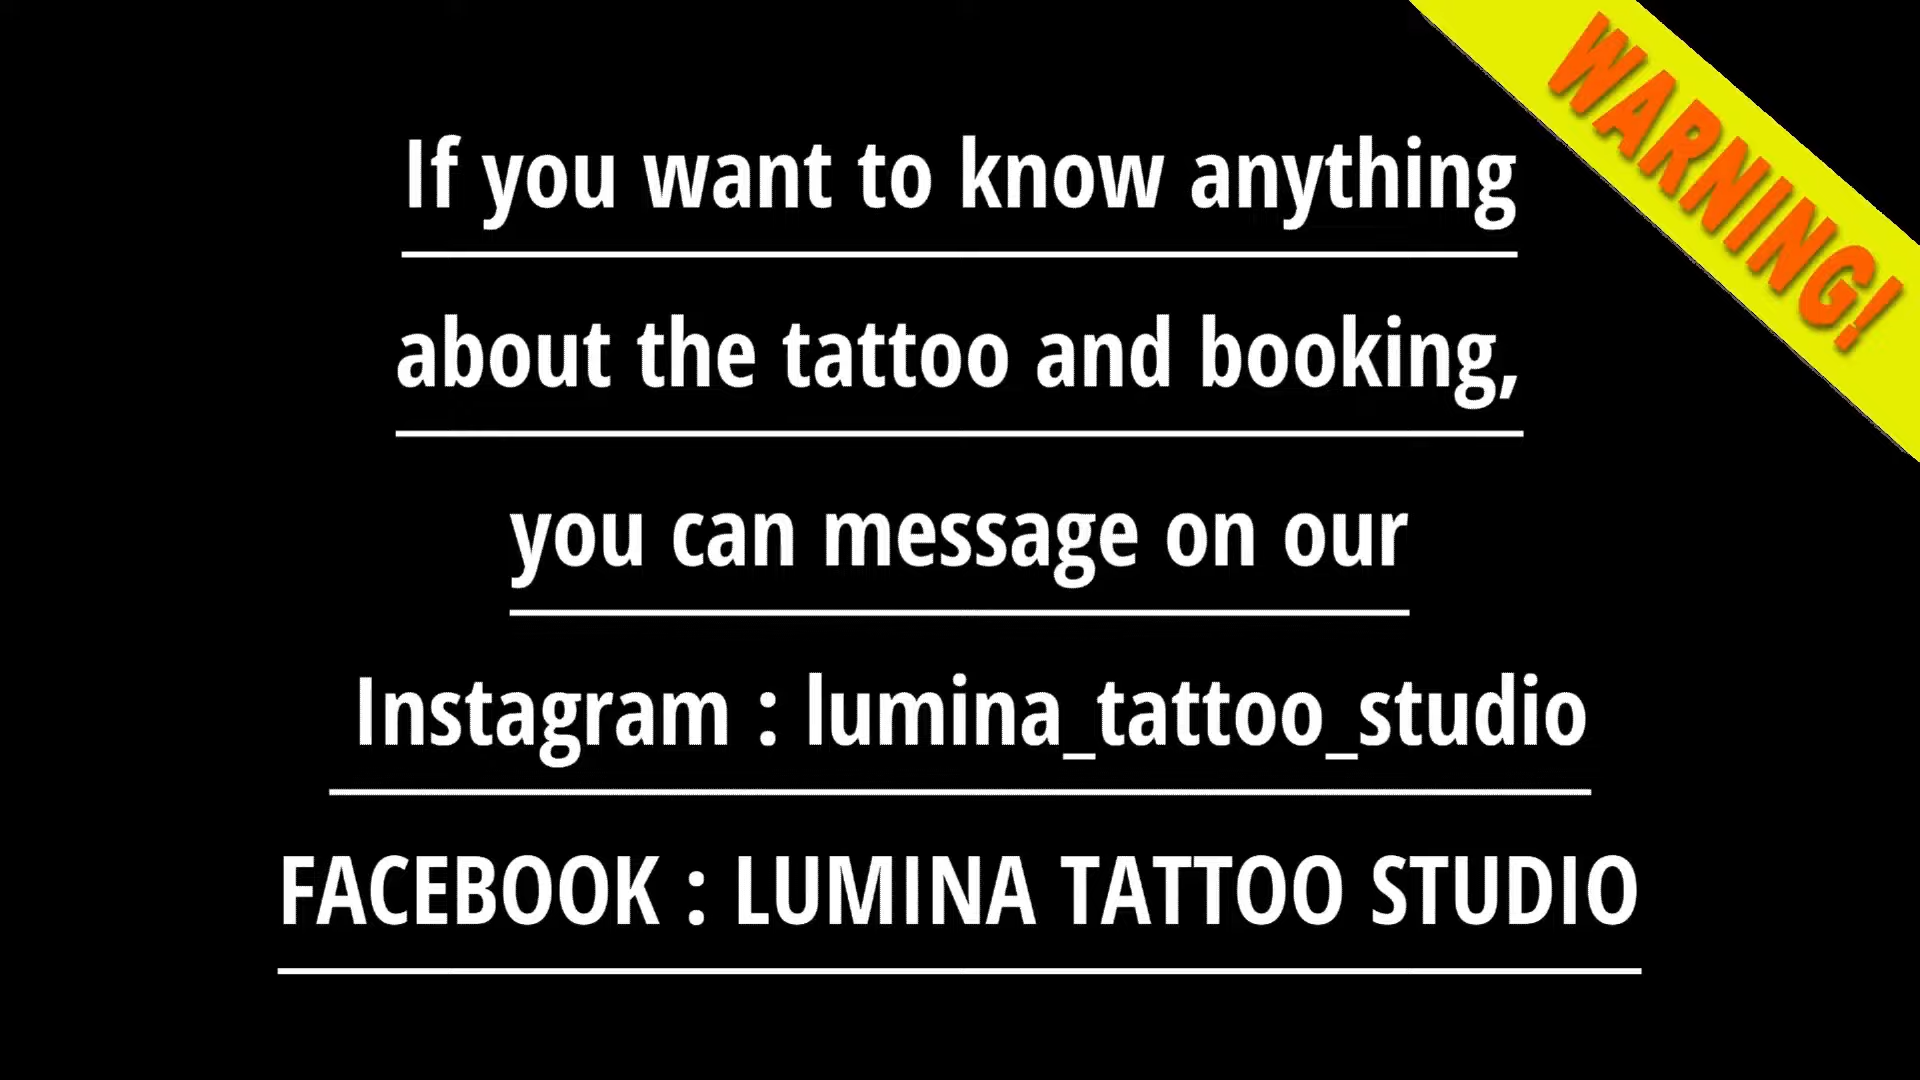 WARNING!
If you want to know anything
about the tattoo and booking,
you can message on our
Instagram : lumina_tattoo_studio
FACEBOOK : LUMINA TATTOO STUDIO